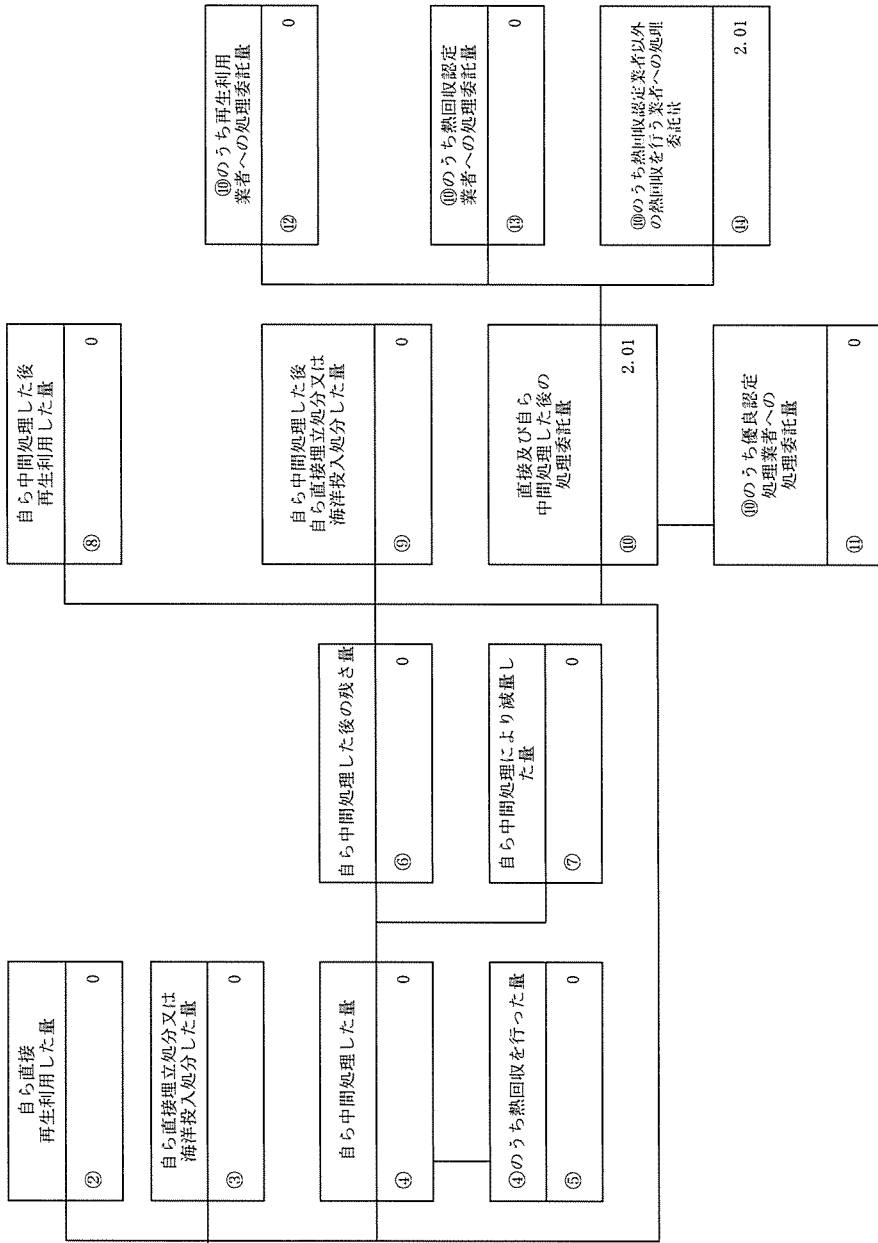 自ら直接
再生利用した量
② 0
自ら直接埋立処分又は
海洋投入処分した量
③ 0
自ら中間処理した量
④ 0
④のうち熱回収を行った量
⑤ 0
自ら中間処理した後の残さ量
⑥ 0
自ら中間処理により減量し
た量
⑦ 0
自ら中間処理した後
再生利用した量
⑧ 0
自ら中間処理した後
自ら直接埋立処分又は
海洋投入処分した量
⑨ 0
直接及び自ら
中間処理した後の
処理委託量
⑩ 2.01
⑩のうち優良認定
処理業者への
処理委託量
⑪ 0
⑩のうち再生利用
業者への処理委託量
⑫ 0
⑩のうち熱回収認定
業者への処理委託量
⑬ 0
⑩のうち熱回収認定業者以外
の熱回収を行う業者への処理
委託量
⑭ 2.01